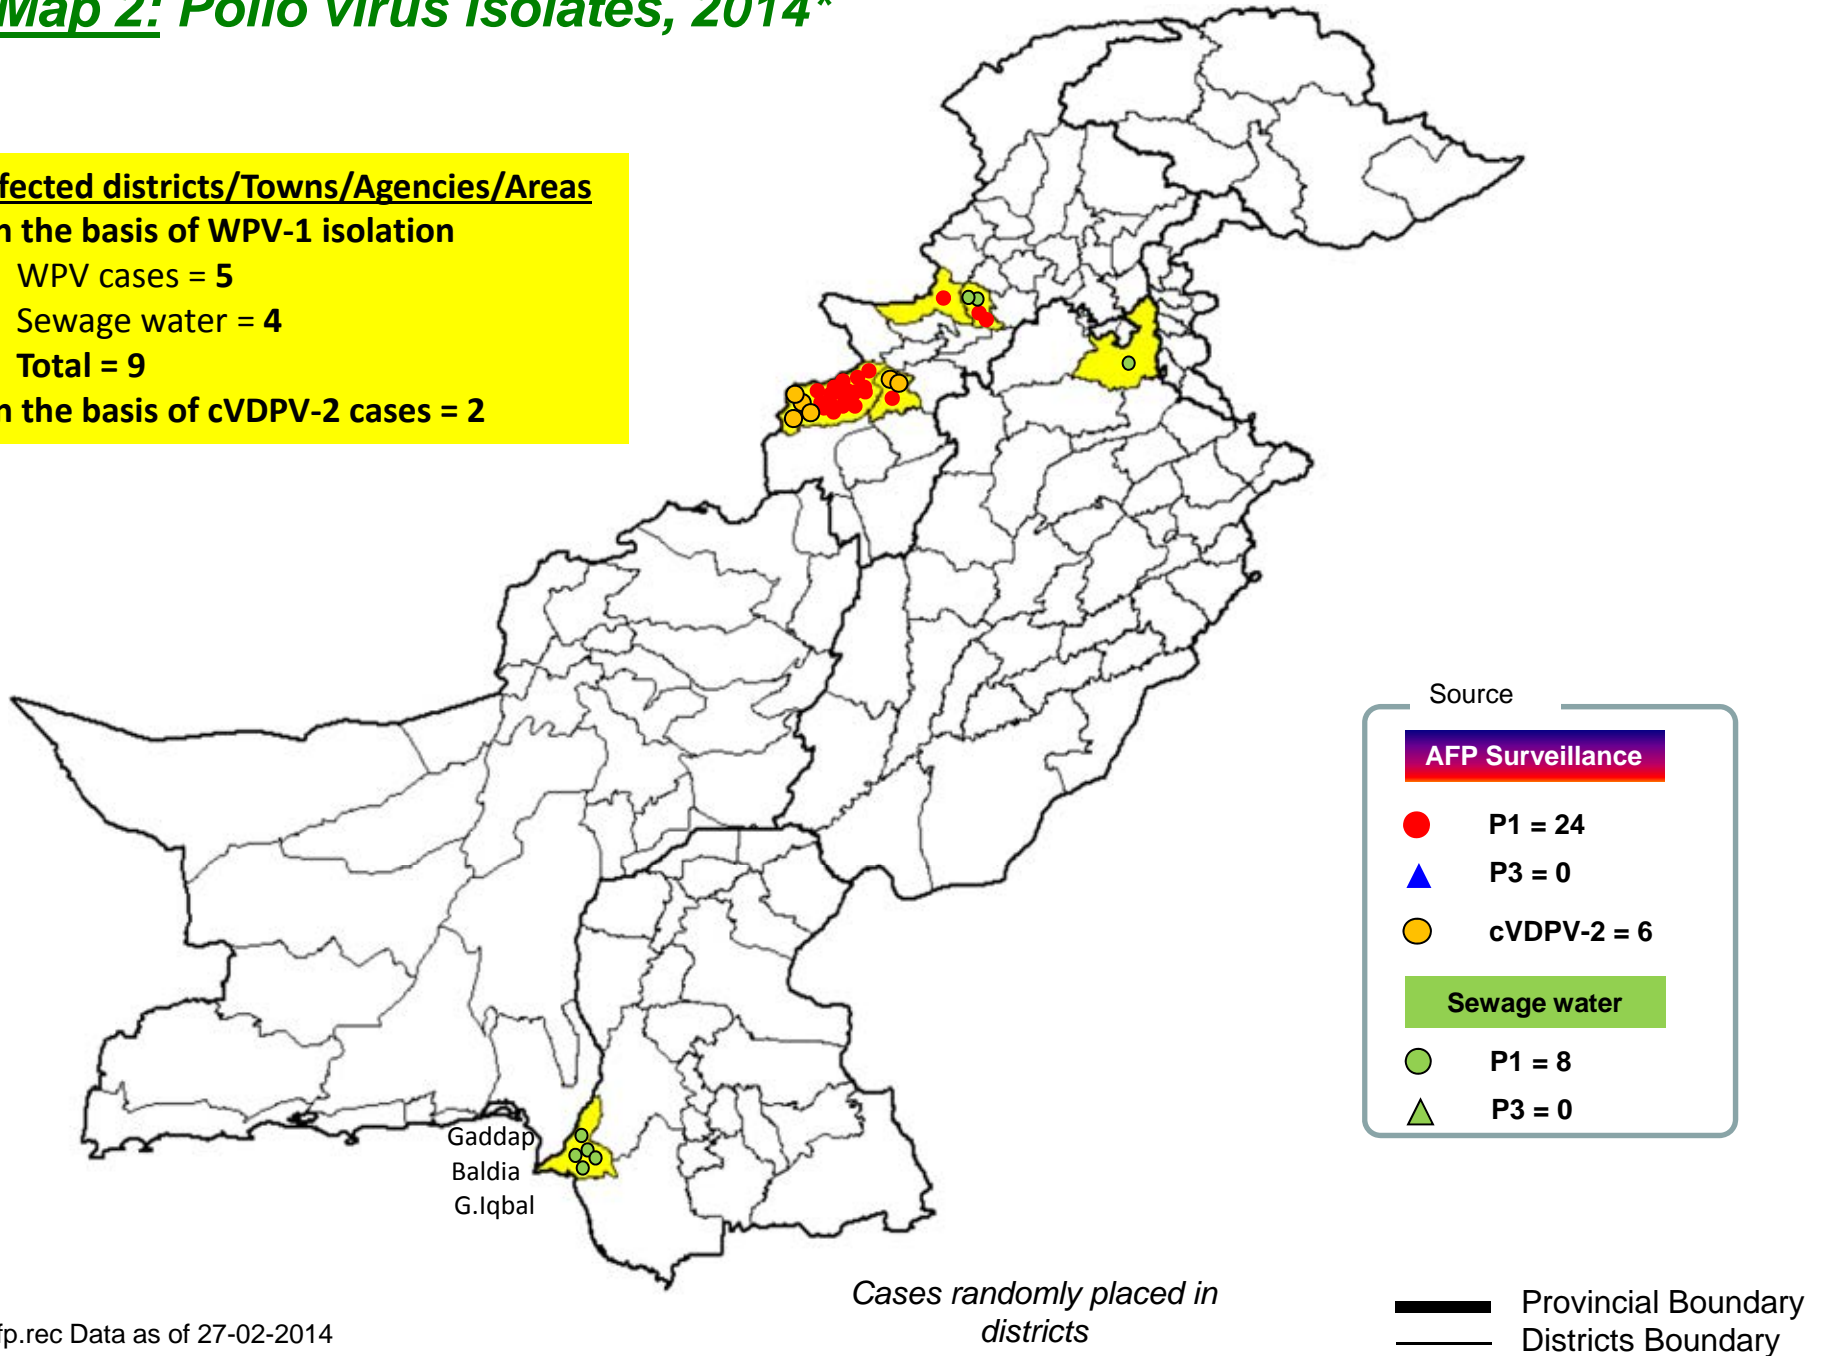 Map 2: Polio virus isolates, 2014*
fected districts/Towns/Agencies/Areas
n the basis of WPV-1 isolation
WPV cases = 5
Sewage water = 4
Total = 9
n the basis of cVDPV-2 cases = 2
Source
AFP Surveillance
P1 = 24
P3 = 0
cVDPV-2 = 6
Sewage water
P1 = 8
P3 = 0
Gaddap
Baldia
G.Iqbal
Cases randomly placed in
districts
Provincial Boundary
Districts Boundary
fp.rec Data as of 27-02-2014